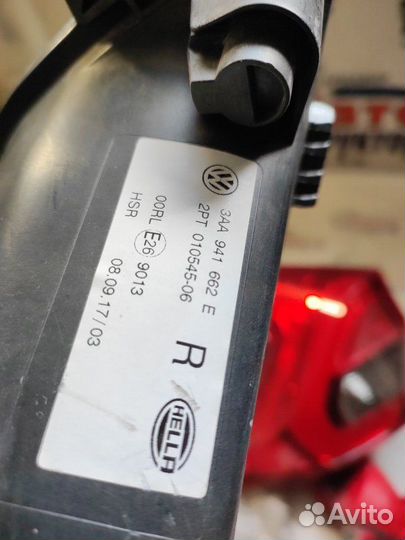 3AA 941 662 E
2PT 010545-06
R
00RL E26 9013
HSR
08.09.17/03
HELLA
Avito